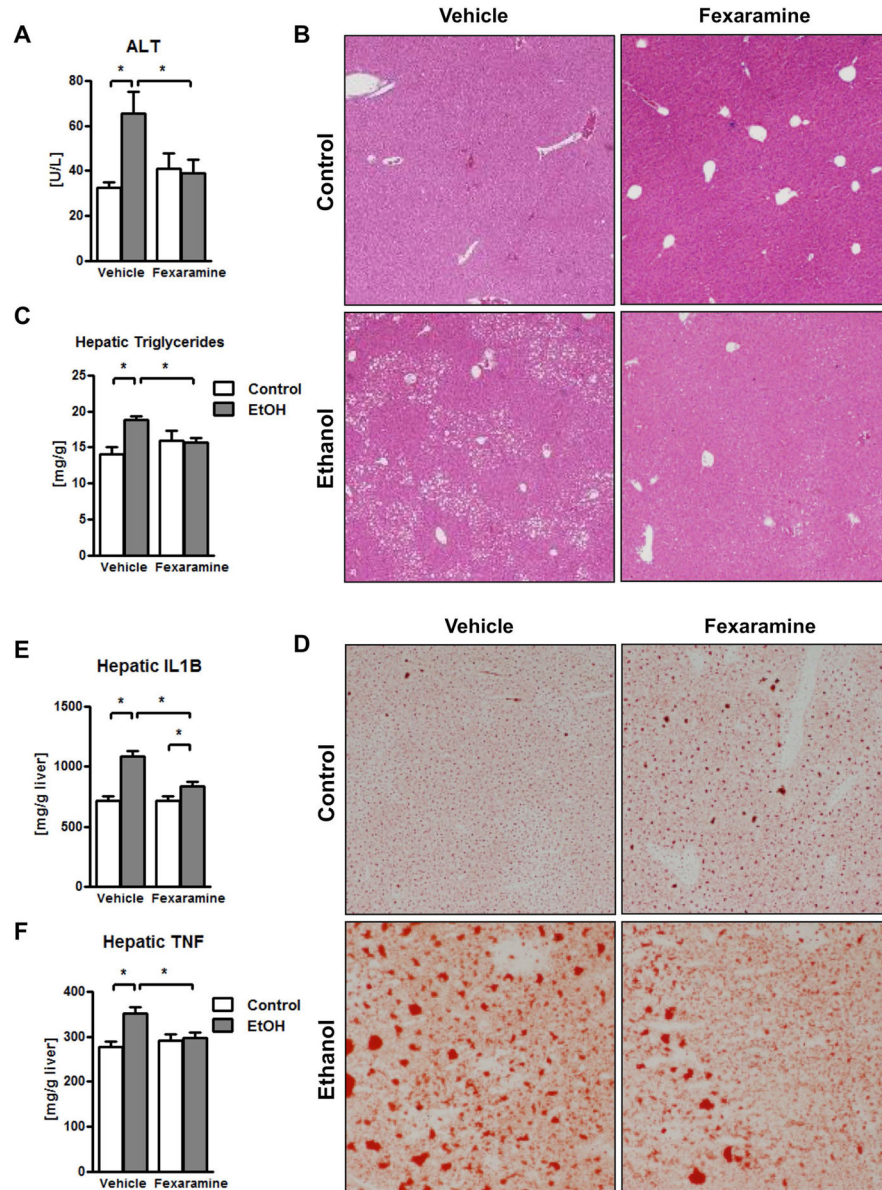 Vehicle Fexaramine
A
ALT
* *
80
60
40
20
0
[U/L]
Vehicle Fexaramine
B
Control
Ethanol
C
Hepatic Triglycerides
* *
25
20
15
10
5
0
[mg/g]
Vehicle Fexaramine
Control
EtOH
Vehicle Fexaramine
D
Control
Ethanol
E
Hepatic IL1B
* *
*
1500
1000
500
0
[mg/g liver]
Vehicle Fexaramine
F
Hepatic TNF
* *
400
300
200
100
0
[mg/g liver]
Vehicle Fexaramine
Control
EtOH